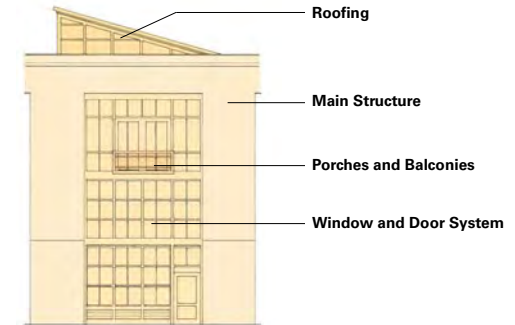 Roofing
Main Structure
Porches and Balconies
Window and Door System